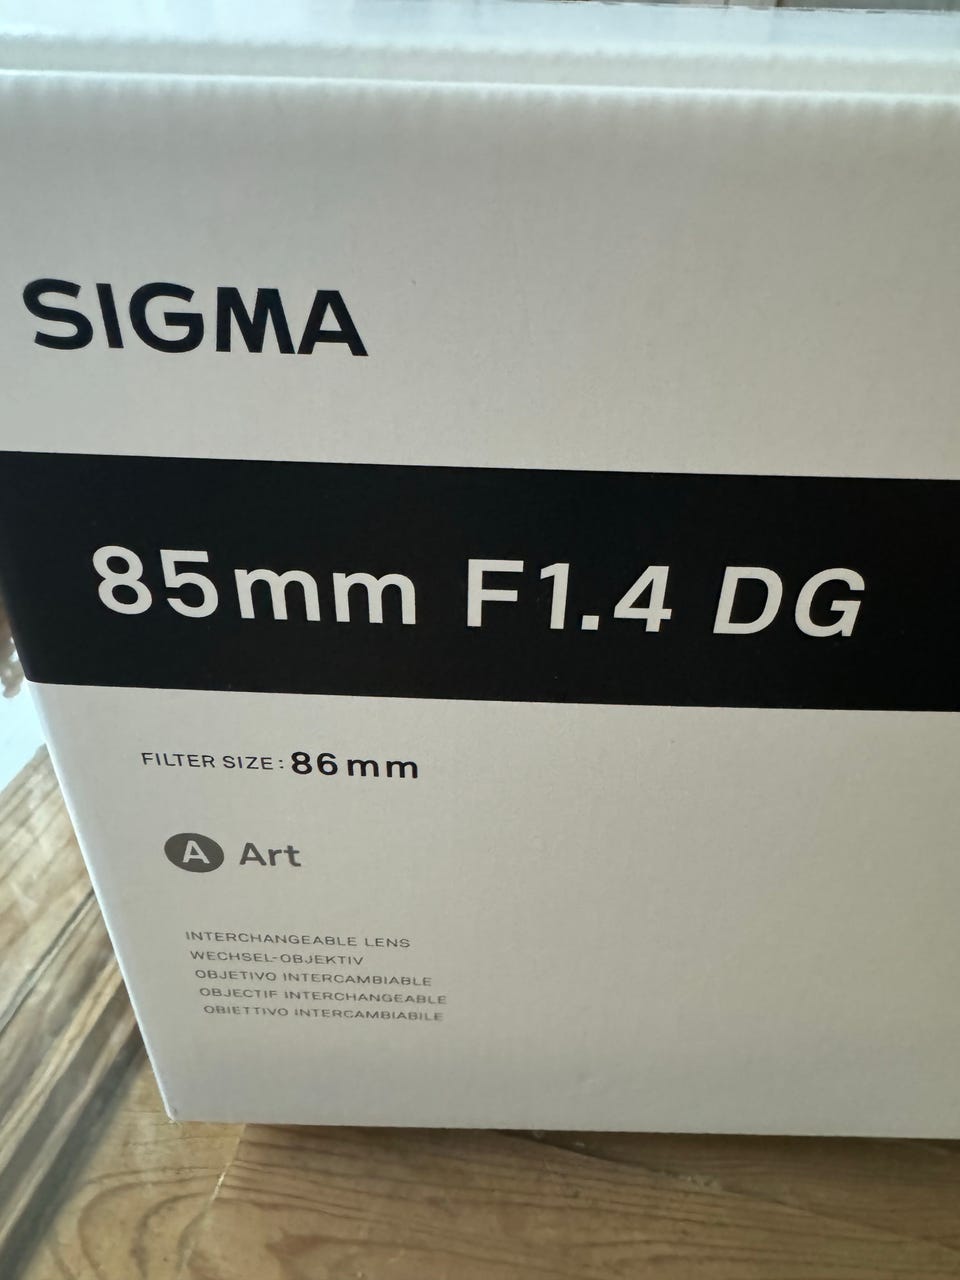 SIGMA
85mm F1.4 DG
FILTER SIZE: 86mm
A Art
INTERCHANGEABLE LENS
WECHSEL-OBJEKTIV
OBJETIVO INTERCAMBIABLE
OBJECTIF INTERCHANGEABLE
OBIETTIVO INTERCAMBIABILE